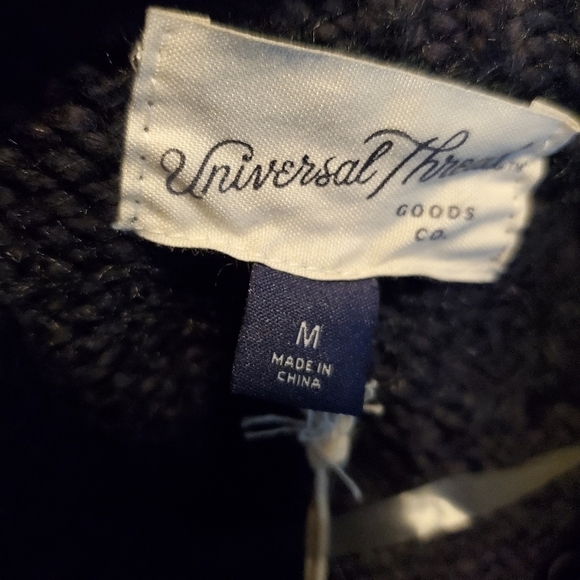 Universal Thread
GOODS
CO.
M
MADE IN
CHINA